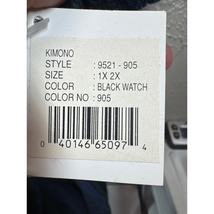 KIMONO
STYLE : 9521 - 905
SIZE : 1X 2X
COLOR : BLACK WATCH
COLOR NO : 905
0 40146 65097 4